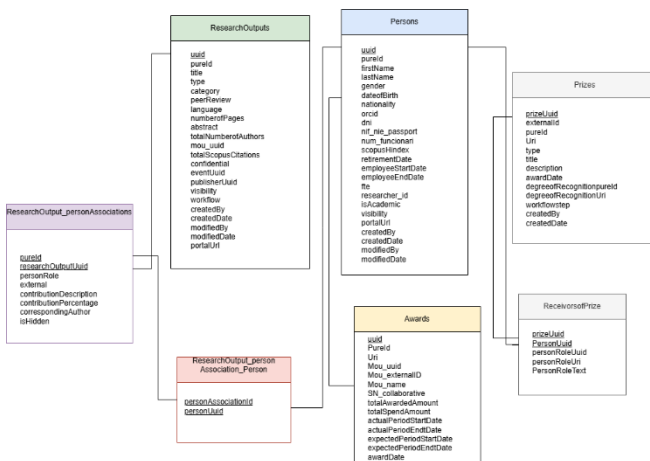 ResearchOutputs
uuid
pureId
title
type
category
peerReview
language
numberofPages
abstract
totalNumberofAuthors
mou_uuid
totalScopusCitations
confidential
eventUuid
publisherUuid
visibility
workflow
createdBy
createdDate
modifiedBy
modifiedDate
portalUrl
Persons
uuid
pureId
firstName
lastName
gender
dateofBirth
nationality
orcid
dni
nif_nie_passport
num_funcionari
scopusHindex
retirementDate
employeeStartDate
employeeEndDate
fte
researcher_id
isAcademic
visibility
portalUrl
createdBy
createdDate
modifiedBy
modifiedDate
Prizes
prizeUuid
externalId
pureId
Uri
type
title
description
awardDate
degreeofRecognitionpureId
degreeofRecognitionUri
workflowstep
createdBy
createdDate
ResearchOutput_personAssociations
pureId
researchOutputUuid
personRole
external
contributionDescription
contributionPercentage
correspondingAuthor
isHidden
ResearchOutput_person
Association_Person
personAssociationId
personUuid
Awards
uuid
PureId
Uri
Mou_uuid
Mou_externalID
Mou_name
SN_collaborative
totalAwardedAmount
totalSpendAmount
actualPeriodStartDate
actualPeriodEndtDate
expectedPeriodStartDate
expectedPeriodEndtDate
awardDate
ReceivorsofPrize
prizeUuid
PersonUuid
personRoleUuid
personRoleUri
PersonRoleText